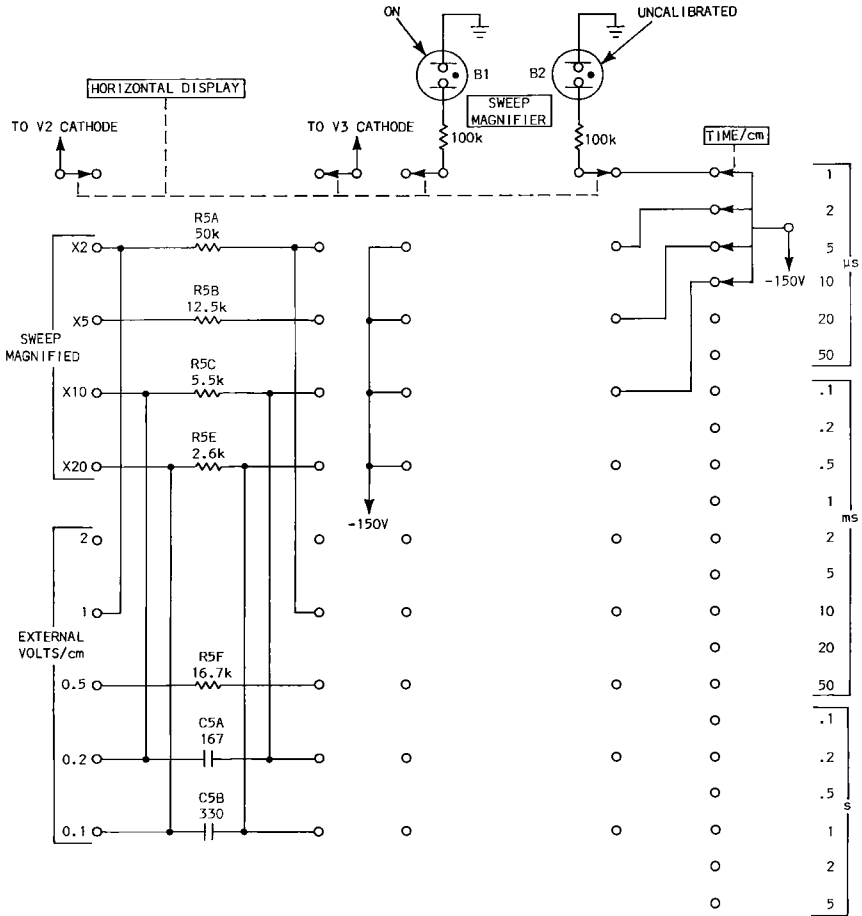 ON
UNCALIBRATED
B1
B2
HORIZONTAL DISPLAY
SWEEP
MAGNIFIER
TO V2 CATHODE
TO V3 CATHODE
100k
100k
TIME/cm
1
2
5
10
20
50
µs
-150V
.1
.2
.5
1
2
5
10
20
50
ms
.1
.2
.5
1
2
5
s
SWEEP
MAGNIFIED
X2
X5
X10
X20
R5A
50k
R5B
12.5k
R5C
5.5k
R5E
2.6k
-150V
EXTERNAL
VOLTS/cm
2
1
0.5
0.2
0.1
R5F
16.7k
C5A
167
C5B
330